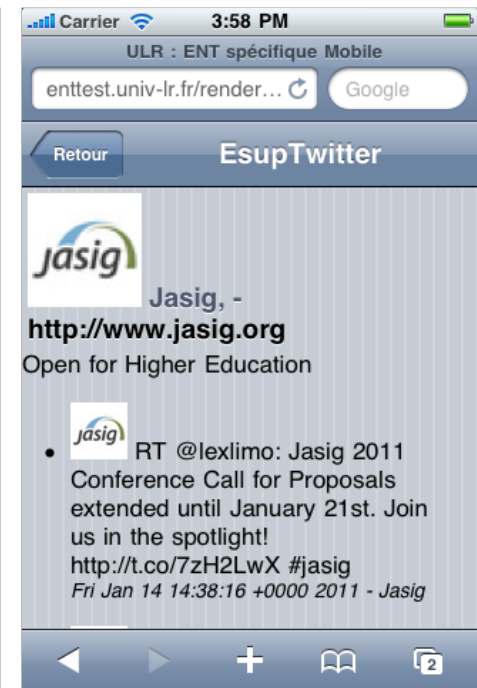 Carrier 3:58 PM
ULR : ENT spécifique Mobile
enttest.univ-lr.fr/render... Google
Retour EsupTwitter
jasig
Jasig, -
http://www.jasig.org
Open for Higher Education
jasig
• RT @lexlimo: Jasig 2011
Conference Call for Proposals
extended until January 21st. Join
us in the spotlight!
http://t.co/7zH2LwX #jasig
Fri Jan 14 14:38:16 +0000 2011 - Jasig
2